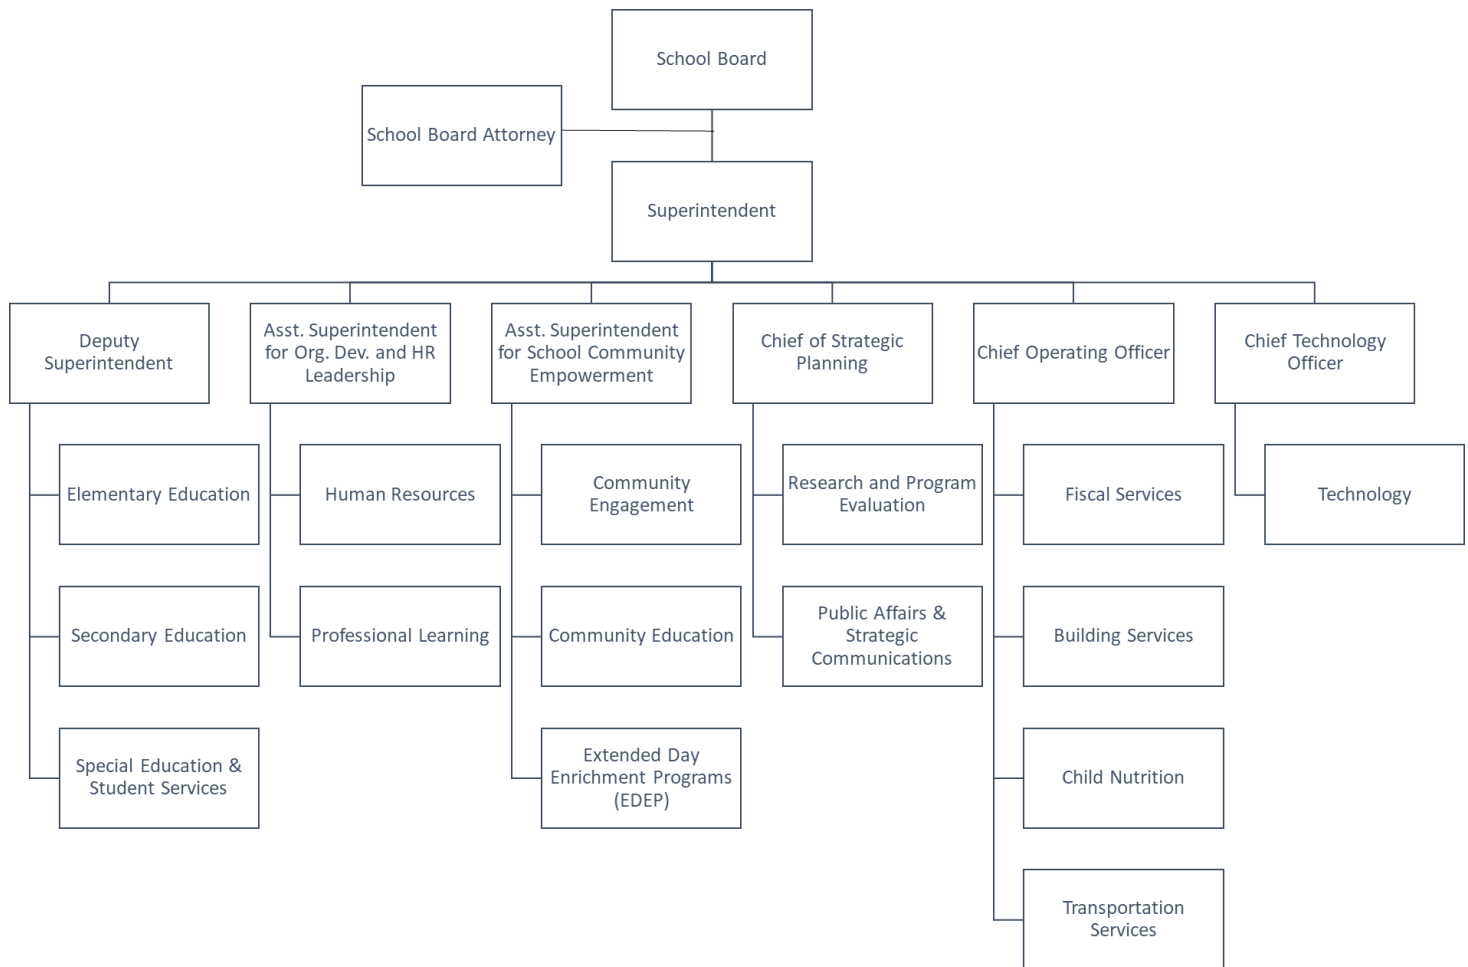 School Board
School Board Attorney
Superintendent
Deputy
Superintendent
Asst. Superintendent
for Org. Dev. and HR
Leadership
Asst. Superintendent
for School Community
Empowerment
Chief of Strategic
Planning
Chief Operating Officer
Chief Technology
Officer
Elementary Education
Human Resources
Community
Engagement
Research and Program
Evaluation
Fiscal Services
Technology
Secondary Education
Professional Learning
Community Education
Public Affairs &
Strategic
Communications
Building Services
Special Education &
Student Services
Extended Day
Enrichment Programs
(EDEP)
Child Nutrition
Transportation
Services